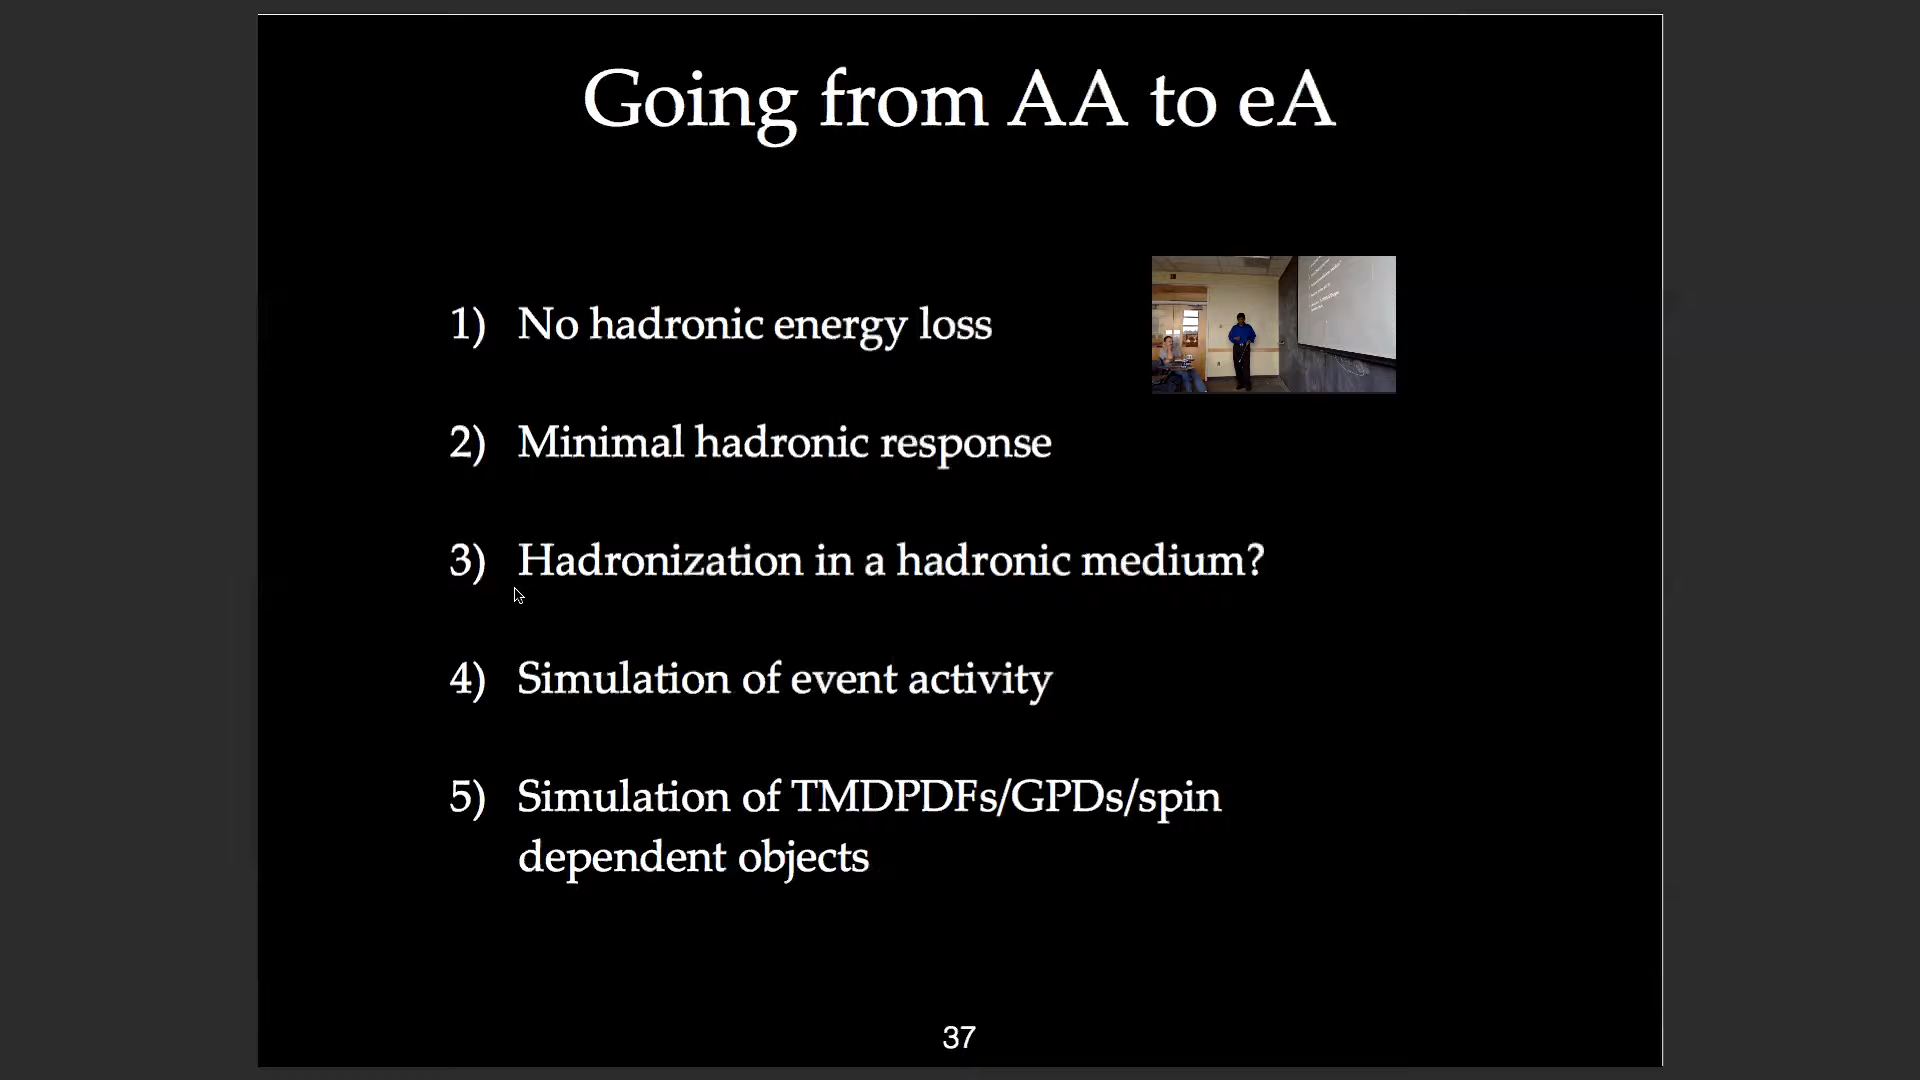 Going from AA to eA
1) No hadronic energy loss
2) Minimal hadronic response
3) Hadronization in a hadronic medium?
4) Simulation of event activity
5) Simulation of TMDPDFs/GPDs/spin
dependent objects
37